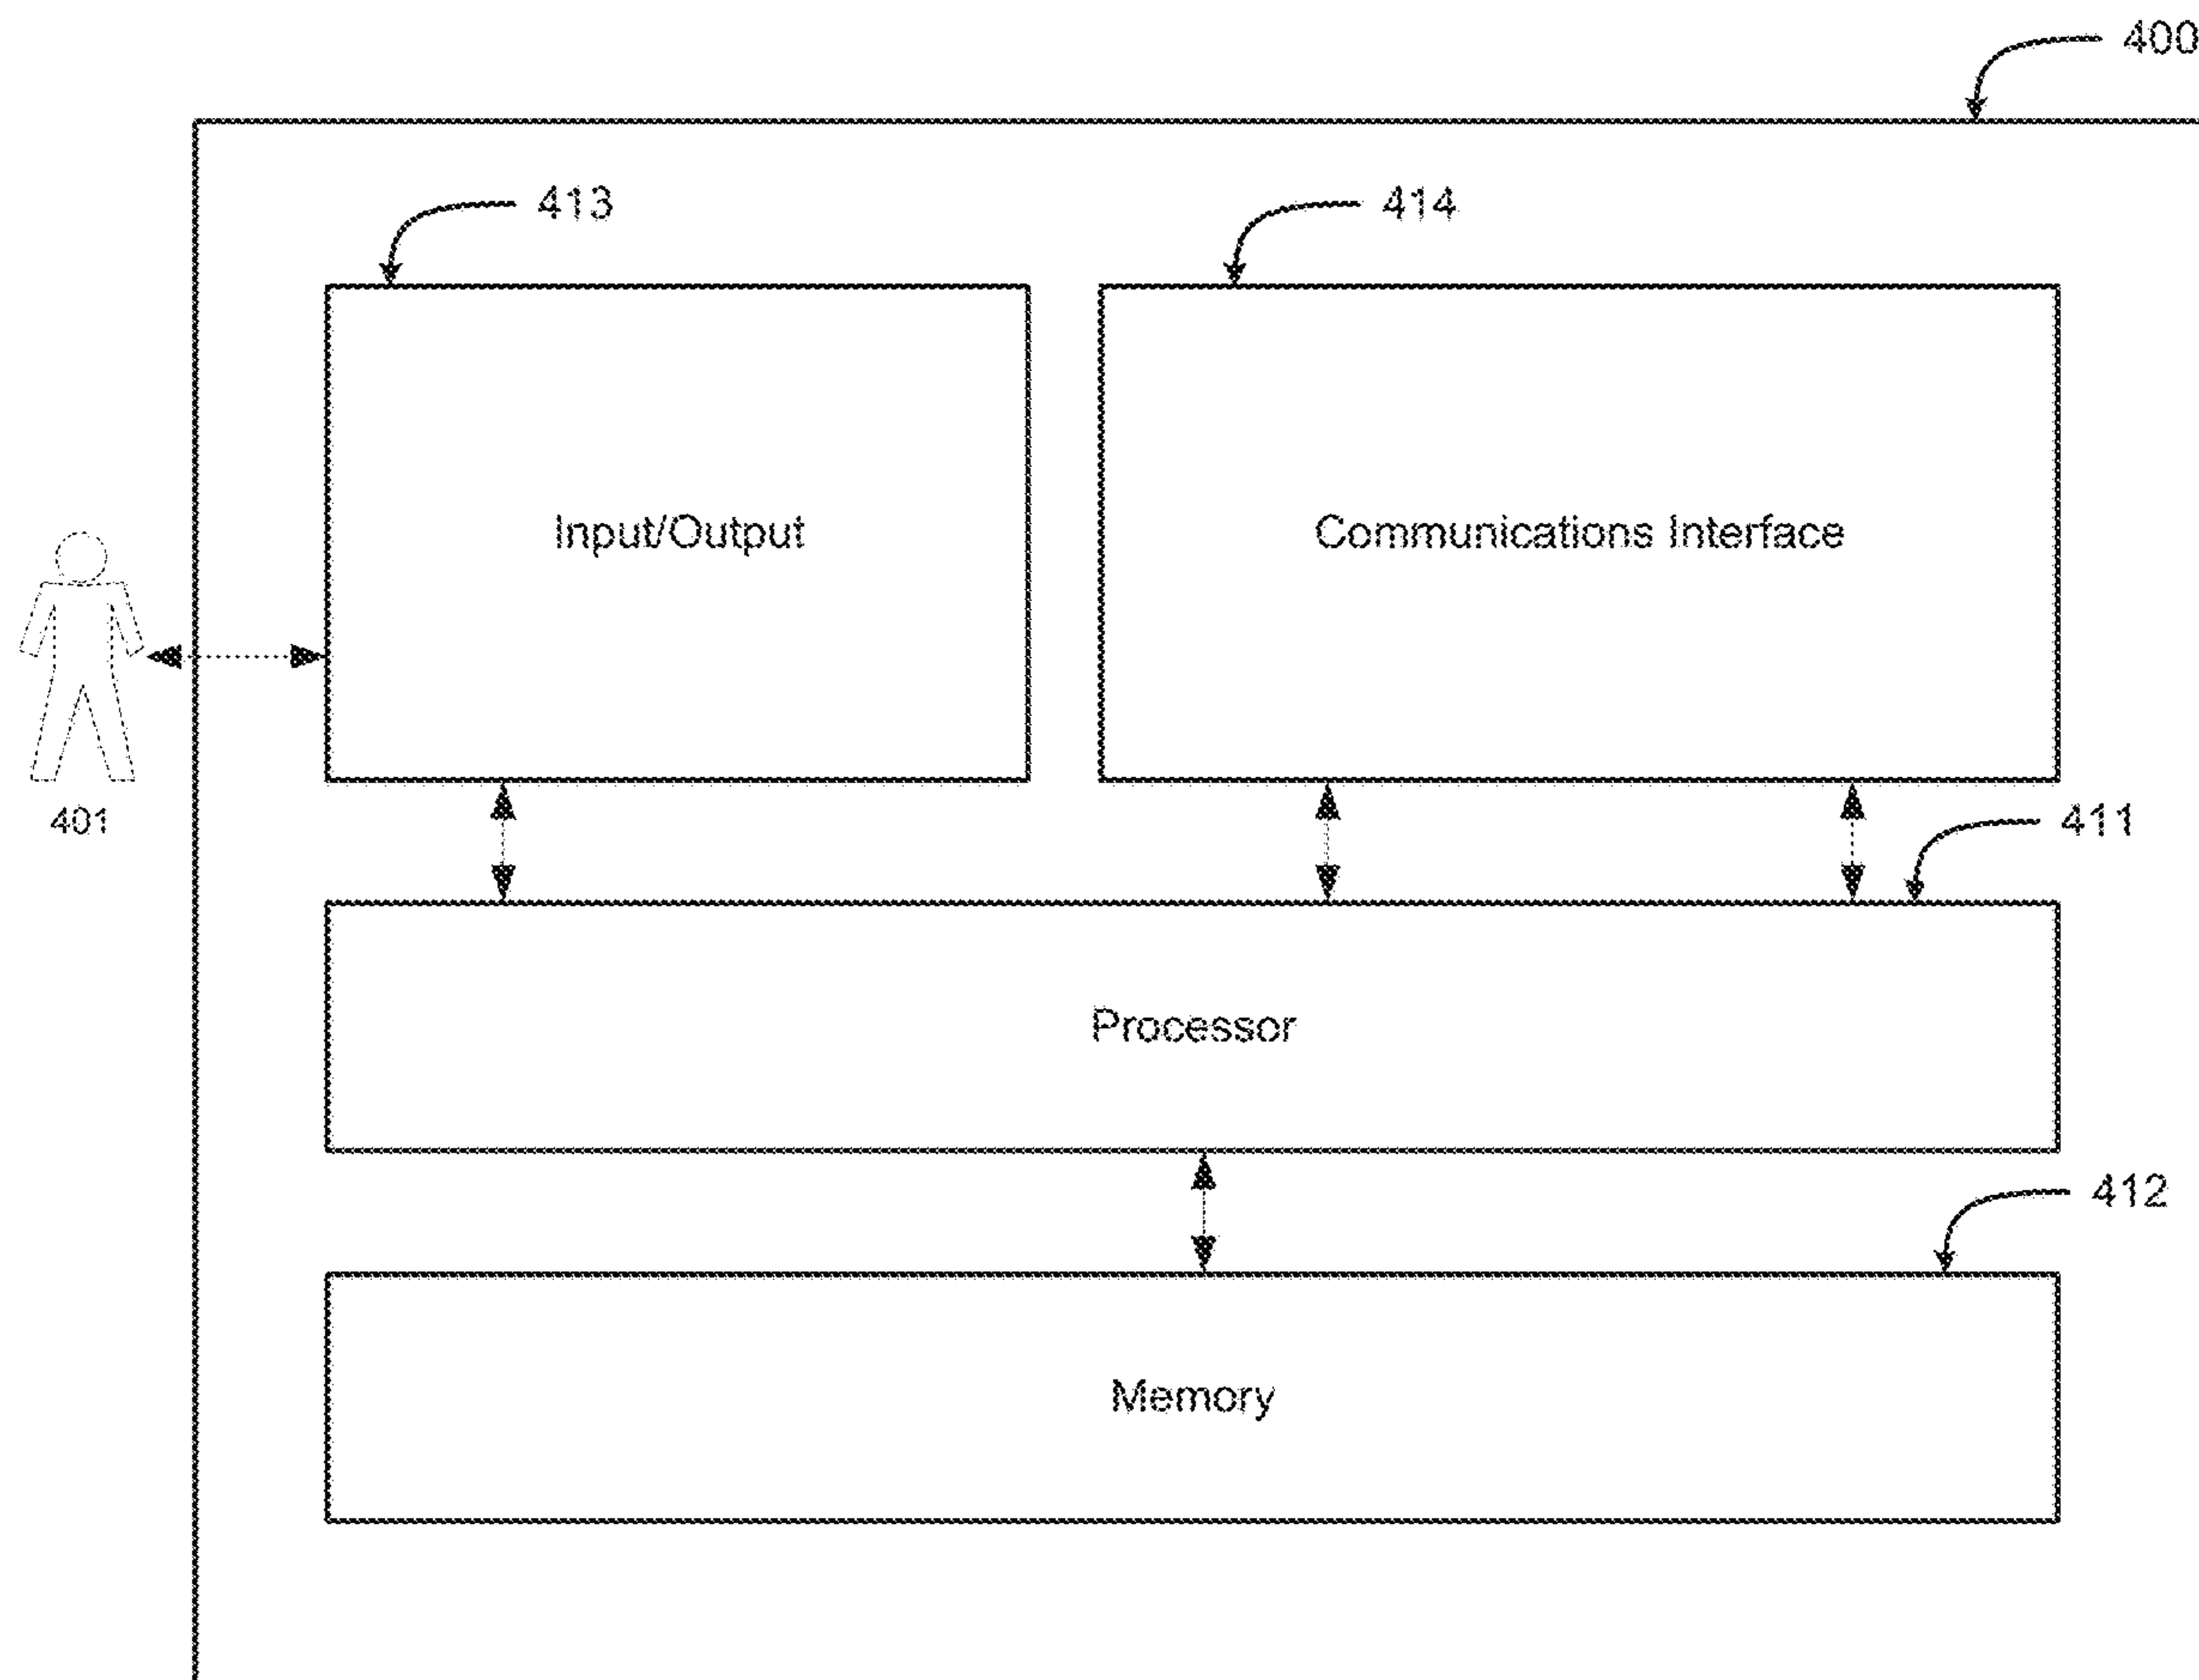 400
413
414
Input/Output
Communications Interface
401
411
Processor
412
Memory